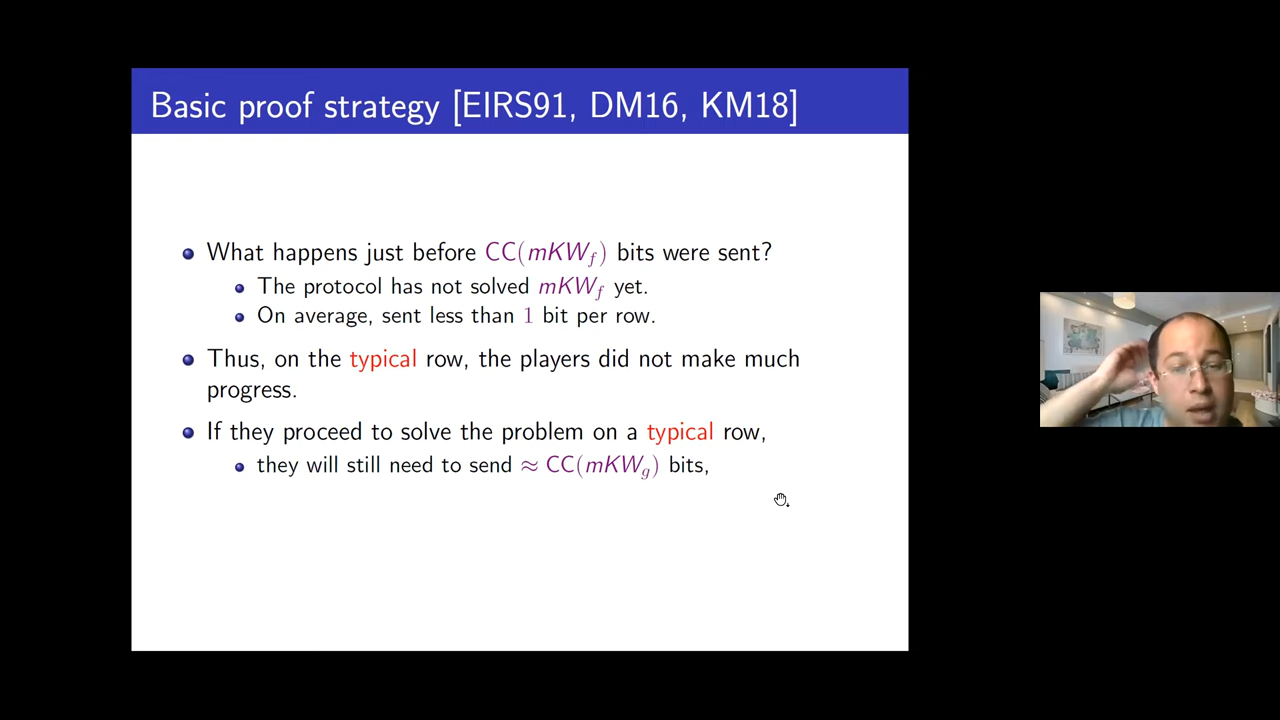 Basic proof strategy [EIRS91, DM16, KM18]
What happens just before CC(mKW_f) bits were sent?
The protocol has not solved mKW_f yet.
On average, sent less than 1 bit per row.
Thus, on the typical row, the players did not make much
progress.
If they proceed to solve the problem on a typical row,
they will still need to send ≈ CC(mKW_g) bits,